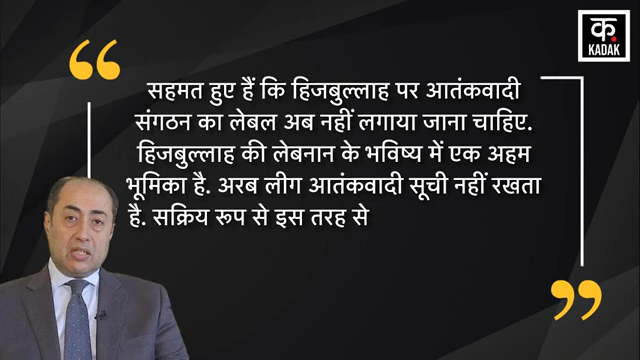 क
KADAK
सहमत हुए हैं कि हिजबुल्लाह पर आतंकवादी
संगठन का लेबल अब नहीं लगाया जाना चाहिए.
हिजबुल्लाह की लेबनान के भविष्य में एक अहम
भूमिका है. अरब लीग आतंकवादी सूची नहीं रखता
है. सक्रिय रूप से इस तरह से